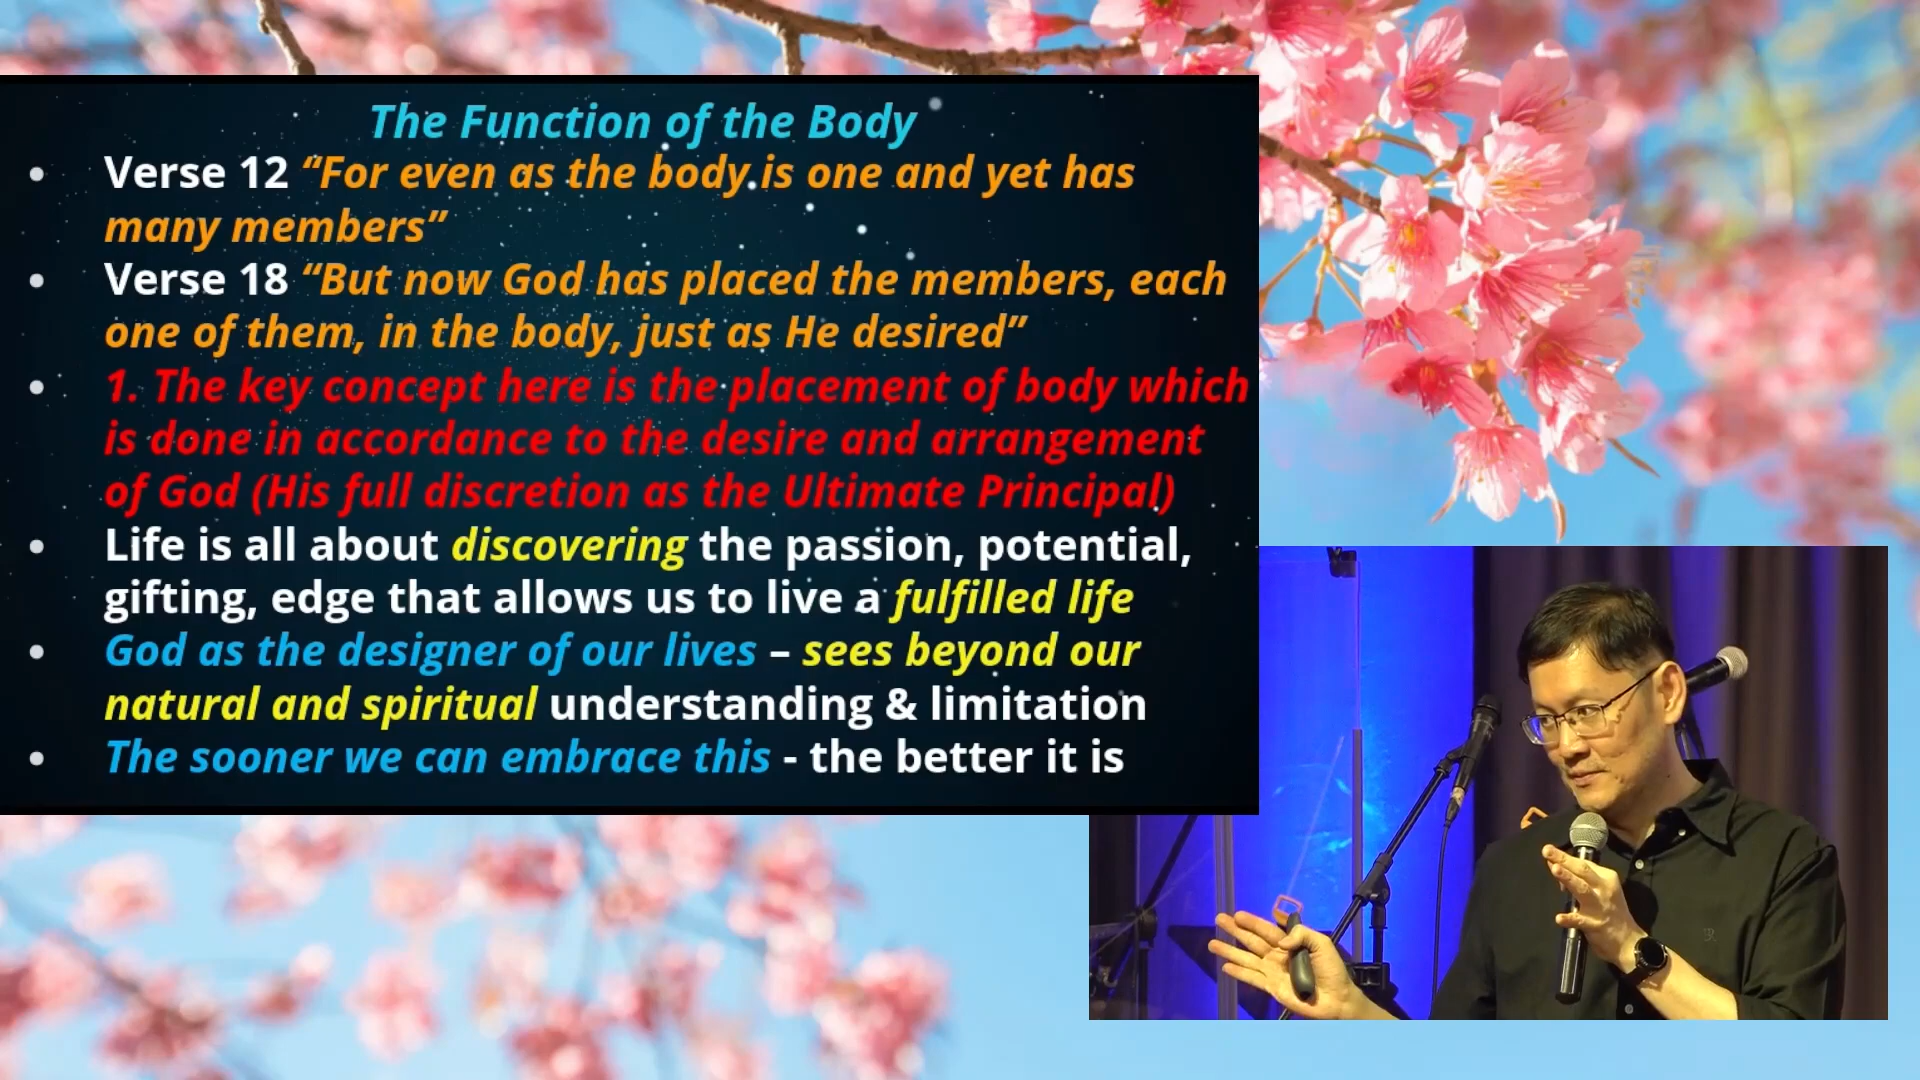 The Function of the Body
• Verse 12 “For even as the body is one and yet has
many members”
• Verse 18 “But now God has placed the members, each
one of them, in the body, just as He desired”
• 1. The key concept here is the placement of body which
is done in accordance to the desire and arrangement
of God (His full discretion as the Ultimate Principal)
• Life is all about discovering the passion, potential,
gifting, edge that allows us to live a fulfilled life
• God as the designer of our lives – sees beyond our
natural and spiritual understanding & limitation
• The sooner we can embrace this - the better it is